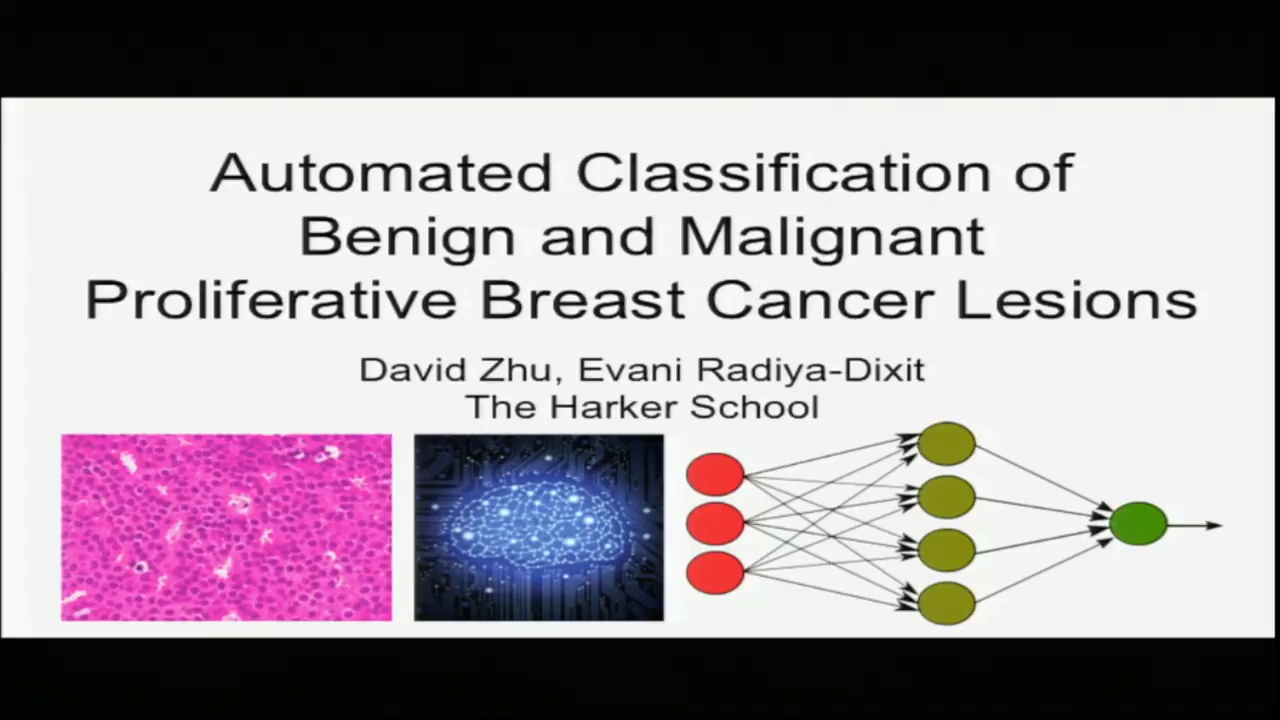 Automated Classification of
Benign and Malignant
Proliferative Breast Cancer Lesions
David Zhu, Evani Radiya-Dixit
The Harker School